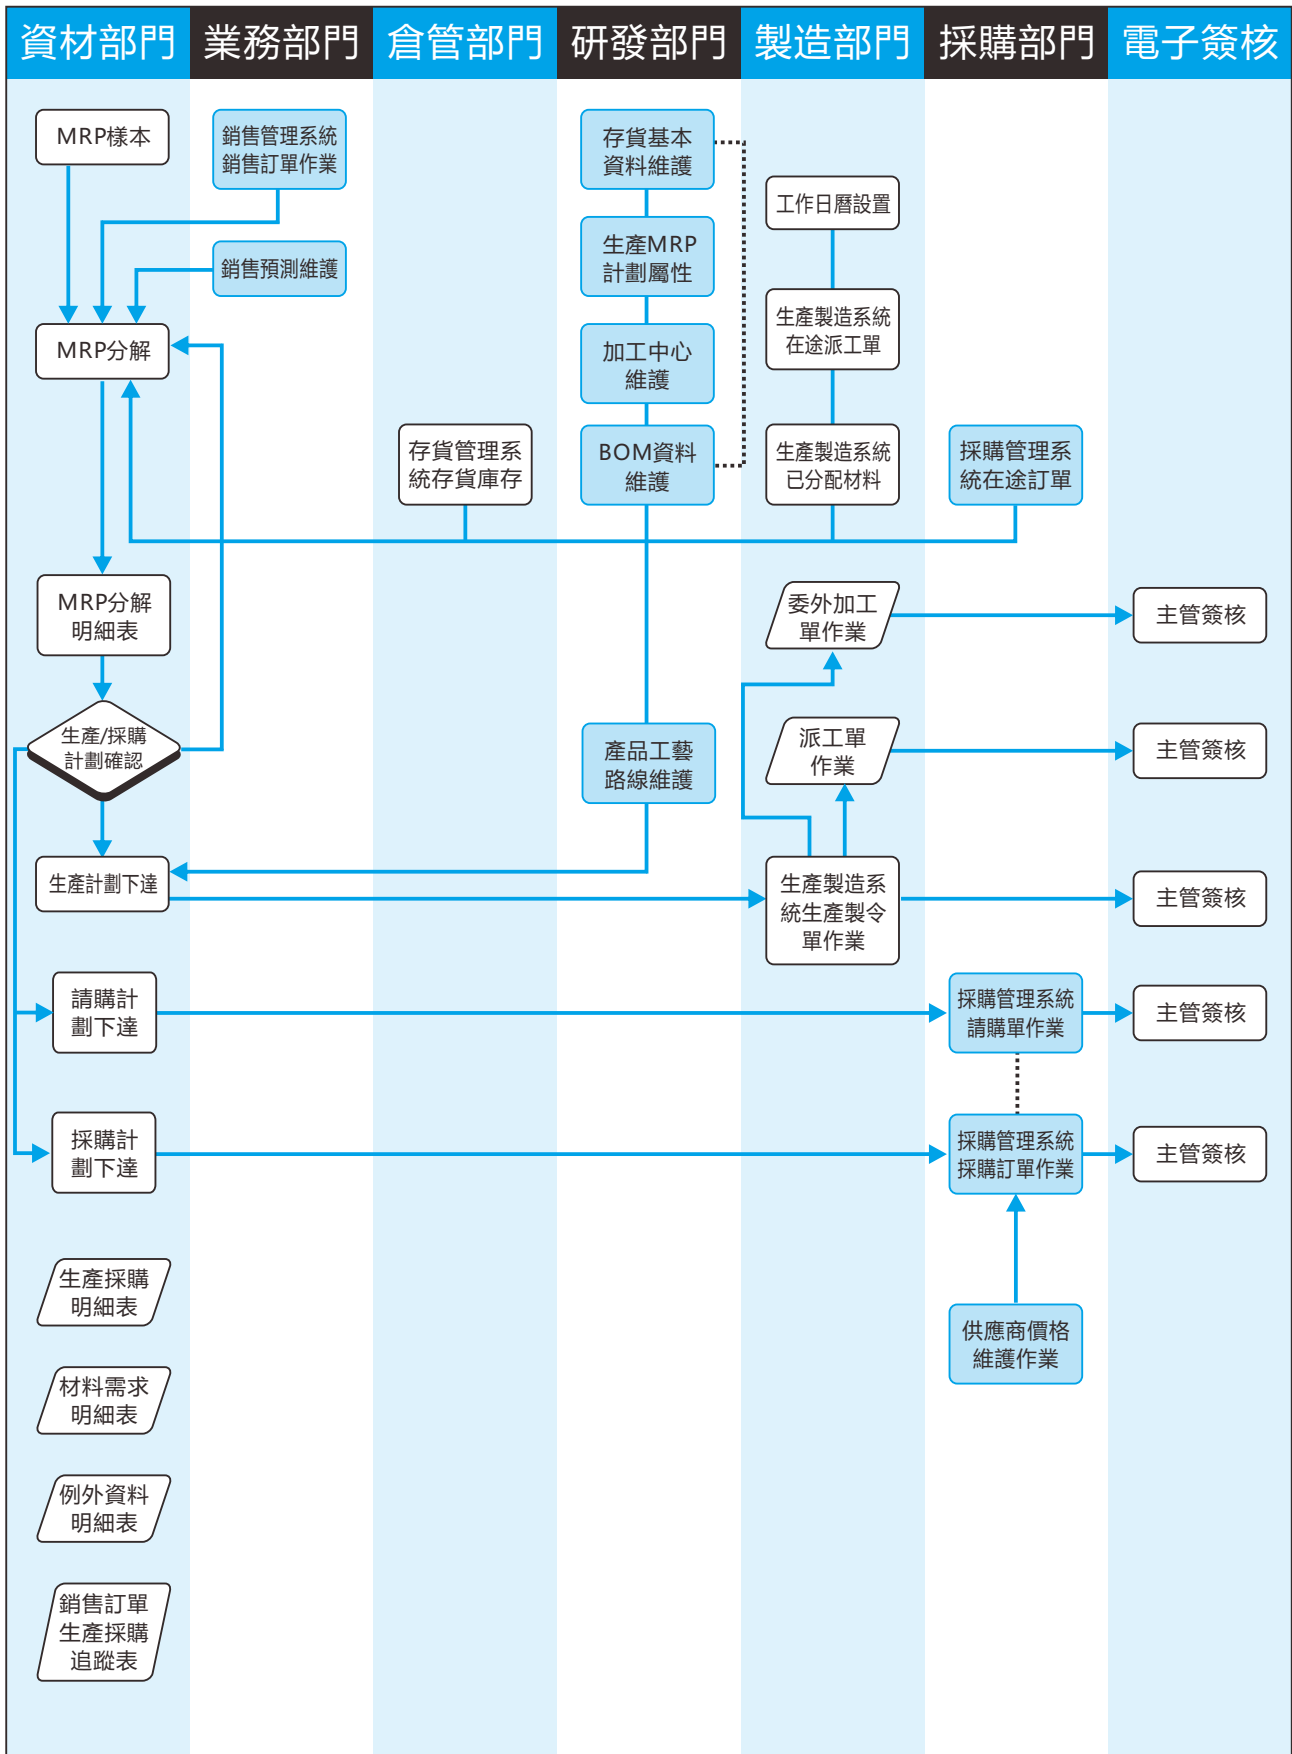 資材部門
業務部門
倉管部門
研發部門
製造部門
採購部門
電子簽核
MRP樣本
銷售管理系統
銷售訂單作業
存貨基本
資料維護
工作日曆設置
銷售預測維護
生產MRP
計劃屬性
MRP分解
加工中心
維護
生產製造系統
在途派工單
存貨管理系
統存貨庫存
BOM資料
維護
生產製造系統
已分配材料
採購管理系
統在途訂單
MRP分解
明細表
委外加工
單作業
主管簽核
生產/採購
計劃確認
產品工藝
路線維護
派工單
作業
主管簽核
生產計劃下達
生產製造系
統生產製令
單作業
主管簽核
請購計
劃下達
採購管理系統
請購單作業
主管簽核
採購計
劃下達
採購管理系統
採購訂單作業
主管簽核
生產採購
明細表
供應商價格
維護作業
材料需求
明細表
例外資料
明細表
銷售訂單
生產採購
追蹤表